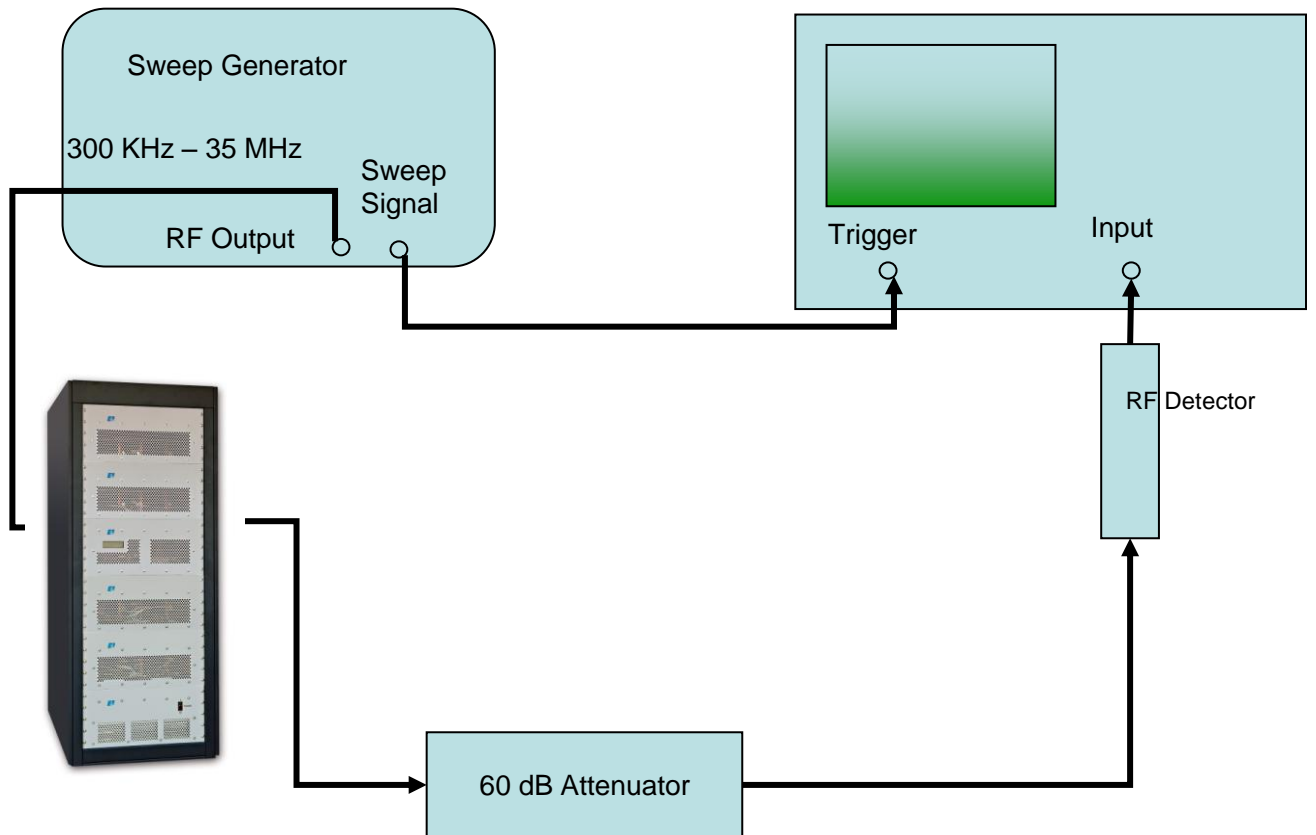 Sweep Generator
300 KHz – 35 MHz
Sweep
Signal
RF Output
Trigger
Input
RF Detector
60 dB Attenuator